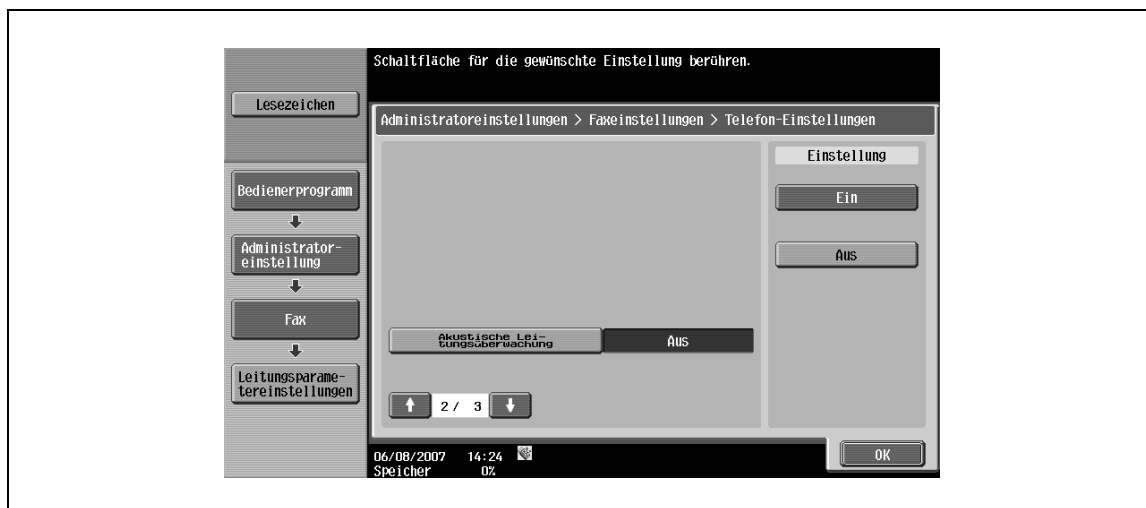 Schaltfläche für die gewünschte Einstellung berühren.
Lesezeichen
Administratoreinstellungen > Faxeinstellungen > Telefon-Einstellungen
Einstellung
Bedienerprogramm
Ein
Administrator-
einstellung
Aus
Fax
Akustische Lei-
tungsüberwachung
Aus
Leitungsparame-
tereinstellungen
2/ 3
06/08/2007 14:24
Speicher 0%
OK